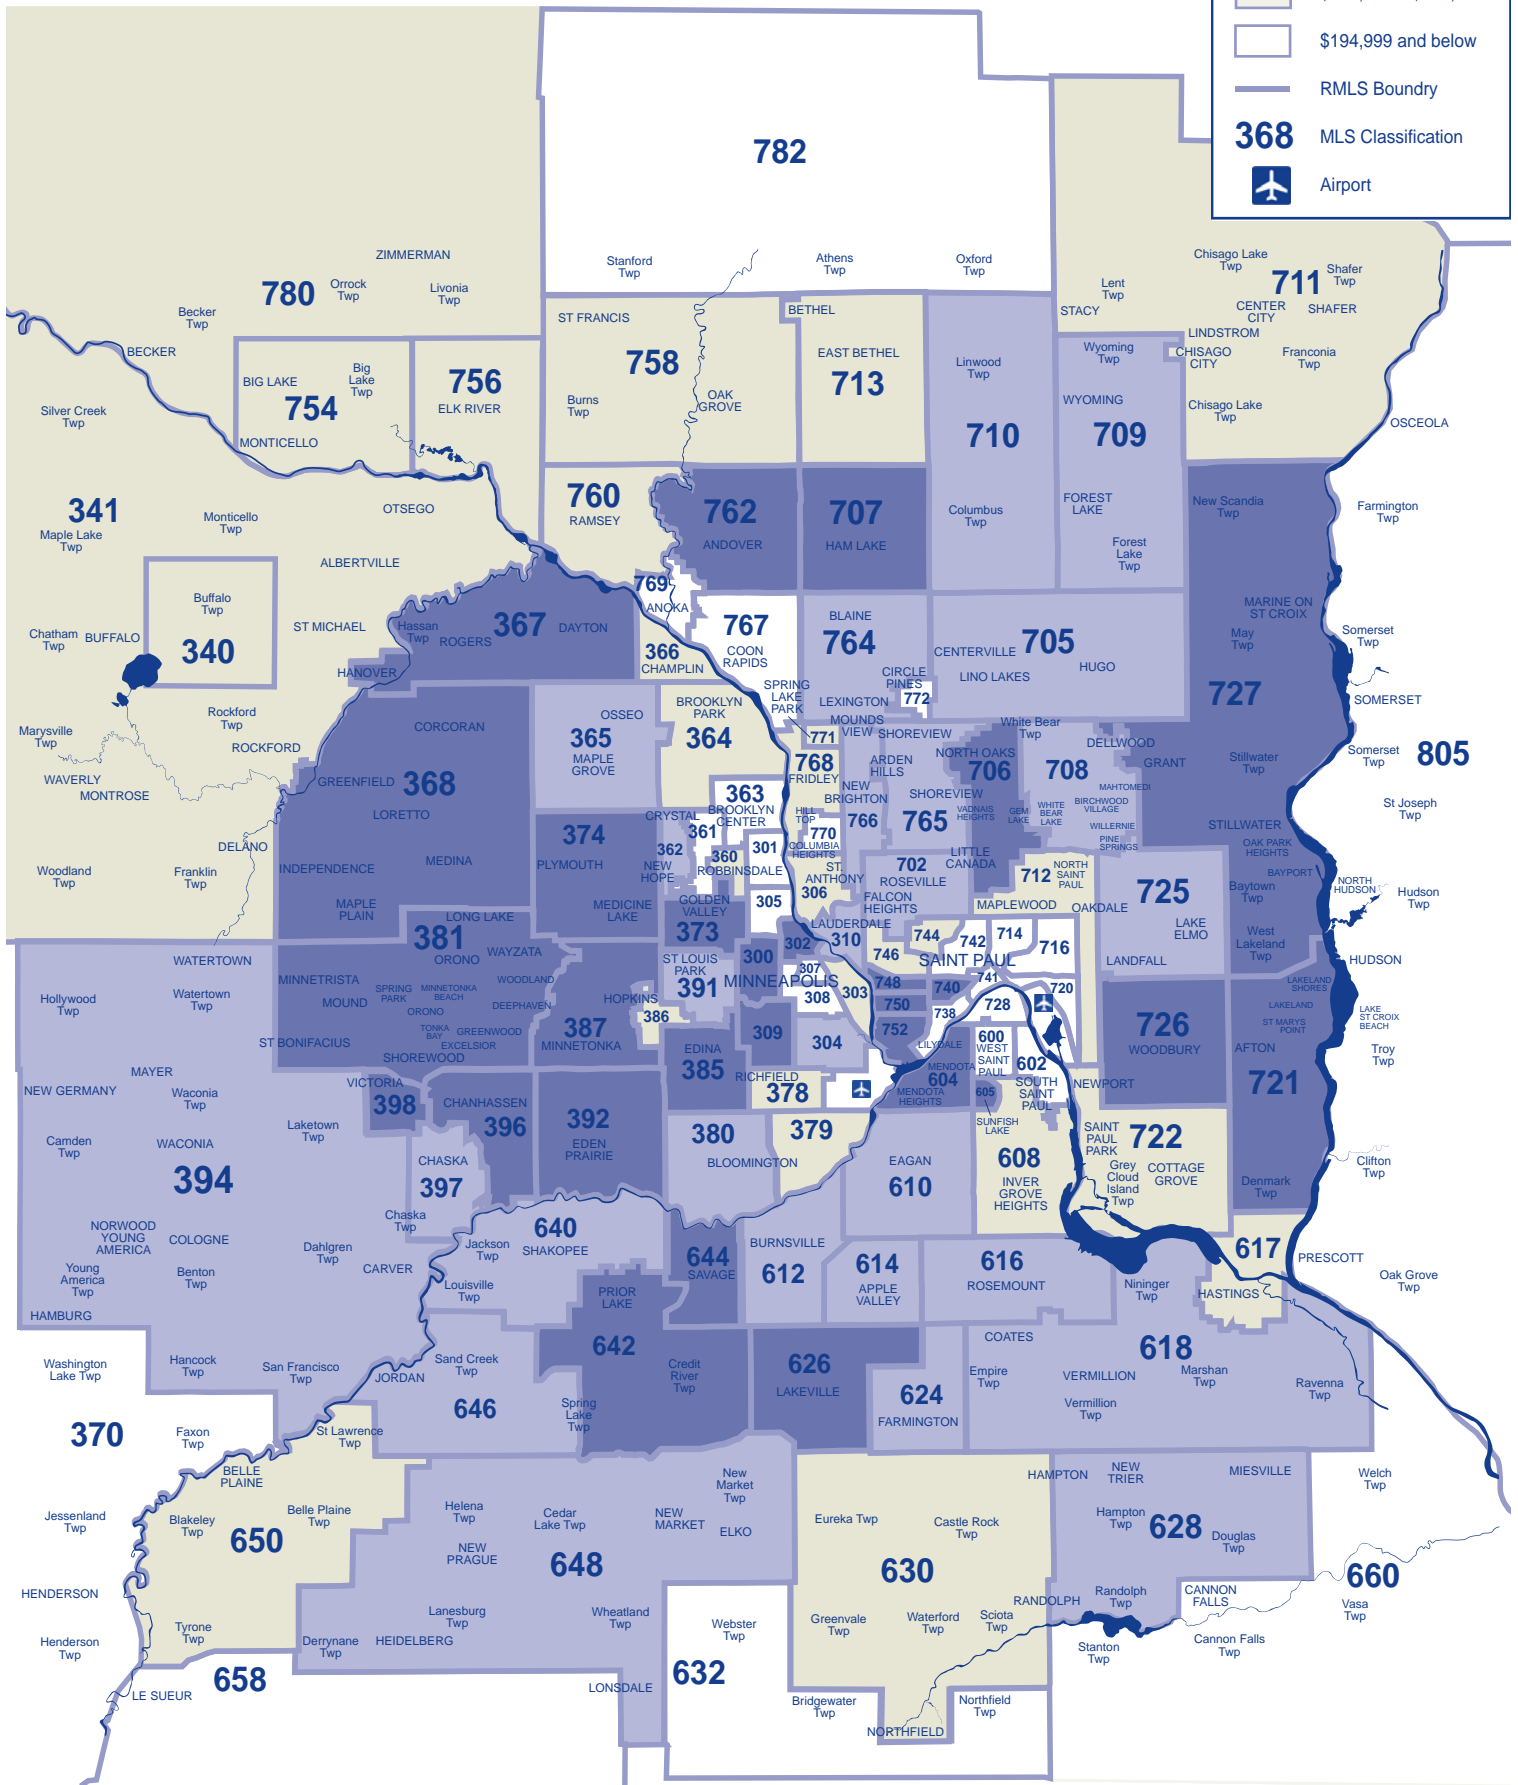 $194,999 and below
RMLS Boundry
368 MLS Classification
Airport
782
ZIMMERMAN
780
Orrock
Twp
Livonia
Twp
Becker
Twp
BECKER
Stanford
Twp
Athens
Twp
Oxford
Twp
Chisago Lake
Twp
711
Shafer
Twp
Lent
Twp
STACY
CENTER
CITY
SHAFER
LINDSTROM
CHISAGO
CITY
Franconia
Twp
Chisago Lake
Twp
OSCEOLA
ST FRANCIS
758
Burns
Twp
OAK
GROVE
BETHEL
EAST BETHEL
713
Linwood
Twp
710
Columbus
Twp
Wyoming
Twp
WYOMING
709
FOREST
LAKE
Forest
Lake
Twp
BIG LAKE
Big
Lake
Twp
754
MONTICELLO
756
ELK RIVER
Silver Creek
Twp
341
Maple Lake
Twp
Monticello
Twp
OTSEGO
ALBERTVILLE
760
RAMSEY
762
ANDOVER
707
HAM LAKE
New Scandia
Twp
Farmington
Twp
Buffalo
Twp
340
Chatham
Twp
BUFFALO
ST MICHAEL
Hassan
Twp
ROGERS
367
DAYTON
HANOVER
769
ANOKA
366
CHAMPLIN
767
COON
RAPIDS
BLAINE
764
CENTERVILLE
705
HUGO
LINO LAKES
CIRCLE
PINES
772
LEXINGTON
SPRING
LAKE
PARK
MARINE ON
ST CROIX
May
Twp
727
Somerset
Twp
SOMERSET
Somerset
Twp
805
St Joseph
Twp
Marysville
Twp
Rockford
Twp
ROCKFORD
WAVERLY
MONTROSE
DELANO
Woodland
Twp
Franklin
Twp
CORCORAN
368
GREENFIELD
LORETTO
INDEPENDENCE
MEDINA
MAPLE
PLAIN
OSSEO
365
MAPLE
GROVE
BROOKLYN
PARK
364
771
MOUNDS
VIEW
SHOREVIEW
White Bear
Twp
NORTH OAKS
706
708
DELLWOOD
GRANT
Stillwater
Twp
768
FRIDLEY
ARDEN
HILLS
NEW
BRIGHTON
SHOREVIEW
765
766
VADNAIS
HEIGHTS
GEM
LAKE
WHITE
BEAR
LAKE
MAHTOMEDI
BIRCHWOOD
VILLAGE
WILLERNIE
PINE
SPRINGS
STILLWATER
OAK PARK
HEIGHTS
BAYPORT
Baytown
Twp
NORTH
HUDSON
Hudson
Twp
363
BROOKLYN
CENTER
CRYSTAL
361
362
NEW
HOPE
360
ROBBINSDALE
301
HILL
TOP
770
COLUMBIA
HEIGHTS
ST.
ANTHONY
306
702
ROSEVILLE
LITTLE
CANADA
FALCON
HEIGHTS
LAUDERDALE
712
NORTH
SAINT
PAUL
MAPLEWOOD
OAKDALE
725
LAKE
ELMO
LANDFALL
West
Lakeland
Twp
HUDSON
374
PLYMOUTH
MEDICINE
LAKE
GOLDEN
VALLEY
373
305
302
310
746
744
742
714
716
SAINT PAUL
LONG LAKE
381
ORONO
WAYZATA
WATERTOWN
Watertown
Twp
Hollywood
Twp
MINNETRISTA
MOUND
SPRING
PARK
MINNETONKA
BEACH
ORONO
WOODLAND
DEEPHAVEN
TONKA
BAY
GREENWOOD
EXCELSIOR
SHOREWOOD
ST BONIFACIUS
387
MINNETONKA
HOPKINS
386
ST LOUIS
PARK
391
300
MINNEAPOLIS
307
308
303
748
750
752
740
738
741
728
720
309
304
EDINA
385
RICHFIELD
378
LILYDALE
MENDOTA
604
MENDOTA
HEIGHTS
605
SUNFISH
LAKE
600
WEST
SAINT
PAUL
602
SOUTH
SAINT
PAUL
NEWPORT
726
WOODBURY
LAKELAND
SHORES
LAKELAND
ST MARYS
POINT
LAKE
ST CROIX
BEACH
AFTON
721
Troy
Twp
MAYER
NEW GERMANY
Waconia
Twp
VICTORIA
398
CHANHASSEN
396
392
EDEN
PRAIRIE
380
BLOOMINGTON
379
Laketown
Twp
Camden
Twp
WACONIA
394
CHASKA
397
Chaska
Twp
EAGAN
610
608
INVER
GROVE
HEIGHTS
SAINT
PAUL
PARK
722
Grey
Cloud
Island
Twp
COTTAGE
GROVE
Clifton
Twp
Denmark
Twp
NORWOOD
YOUNG
AMERICA
COLOGNE
Young
America
Twp
Benton
Twp
Dahlgren
Twp
CARVER
HAMBURG
640
SHAKOPEE
Jackson
Twp
Louisville
Twp
644
SAVAGE
BURNSVILLE
612
614
APPLE
VALLEY
616
ROSEMOUNT
617
PRESCOTT
Nininger
Twp
HASTINGS
Oak Grove
Twp
PRIOR
LAKE
642
Credit
River
Twp
Spring
Lake
Twp
626
LAKEVILLE
624
FARMINGTON
COATES
Empire
Twp
618
VERMILLION
Marshan
Twp
Vermillion
Twp
Ravenna
Twp
Washington
Lake Twp
Hancock
Twp
San Francisco
Twp
JORDAN
Sand Creek
Twp
646
370
Faxon
Twp
St Lawrence
Twp
BELLE
PLAINE
Belle Plaine
Twp
Blakeley
Twp
650
Jessenland
Twp
HENDERSON
Henderson
Twp
Tyrone
Twp
Helena
Twp
Cedar
Lake Twp
New
Market
Twp
NEW
MARKET
ELKO
NEW
PRAGUE
648
Lanesburg
Twp
Wheatland
Twp
Derrynane
Twp
HEIDELBERG
658
LE SUEUR
LONSDALE
Webster
Twp
632
Eureka Twp
Castle Rock
Twp
630
Greenvale
Twp
Waterford
Twp
Sciota
Twp
RANDOLPH
Bridgewater
Twp
Northfield
Twp
NORTHFIELD
HAMPTON
NEW
TRIER
MIESVILLE
Hampton
Twp
628
Douglas
Twp
Randolph
Twp
CANNON
FALLS
Stanton
Twp
Cannon Falls
Twp
Welch
Twp
660
Vasa
Twp